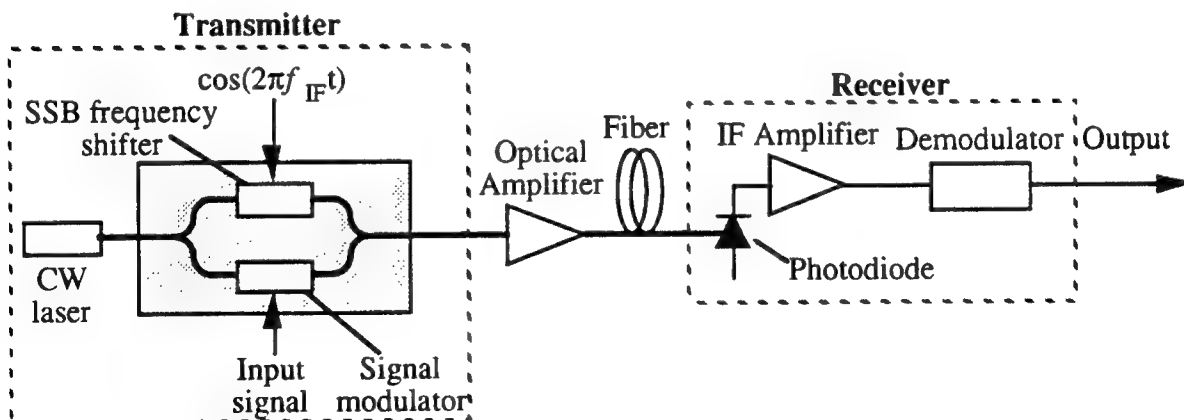 Transmitter
cos(2πf IFt)
SSB frequency
shifter
CW
laser
Input
signal
Signal
modulator
Optical
Amplifier
Fiber
Receiver
IF Amplifier
Demodulator
Output
Photodiode